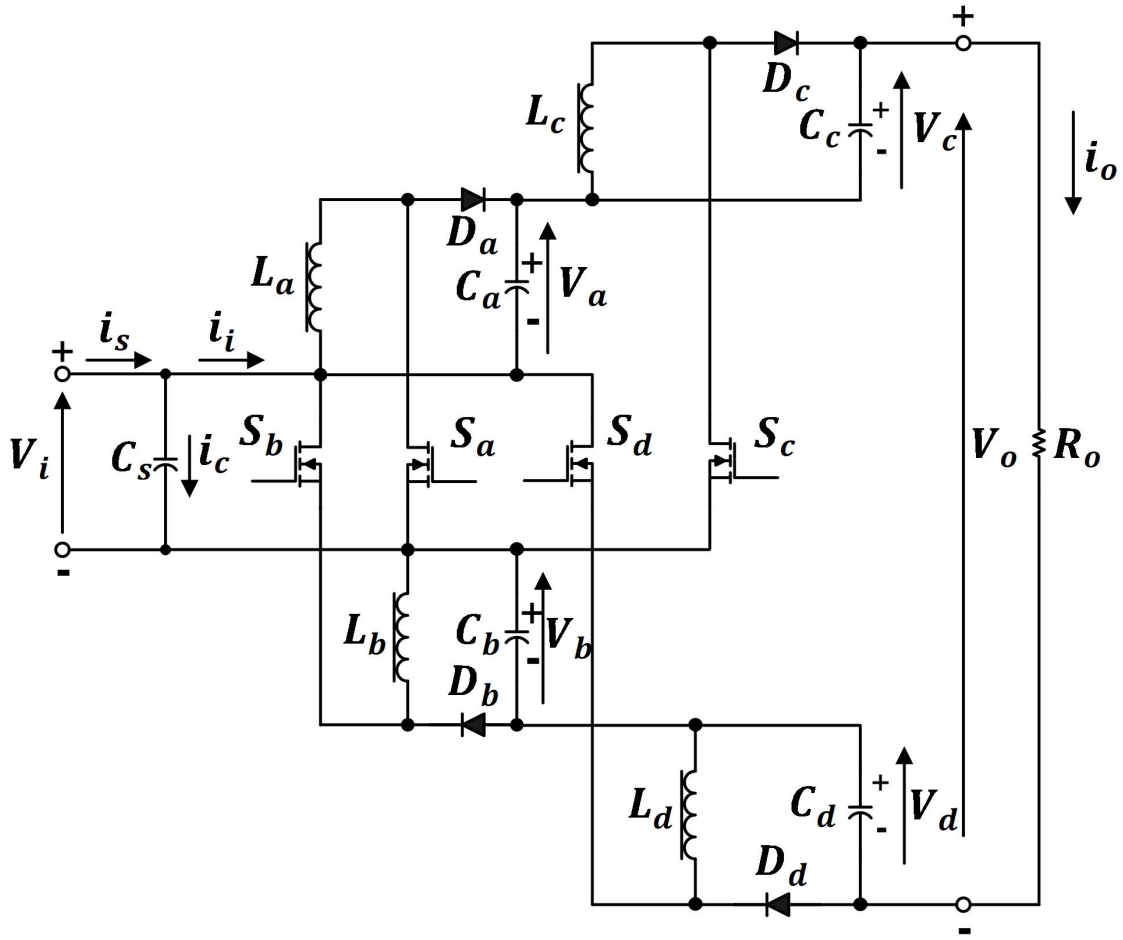 +
D_c
L_c
C_c
+
-
V_c
i_o
D_a
L_a
C_a
+
-
V_a
i_s
i_i
+
V_i
C_s
i_c
S_b
S_a
S_d
S_c
V_o
R_o
-
L_b
C_b
+
-
V_b
D_b
L_d
C_d
+
-
V_d
D_d
-